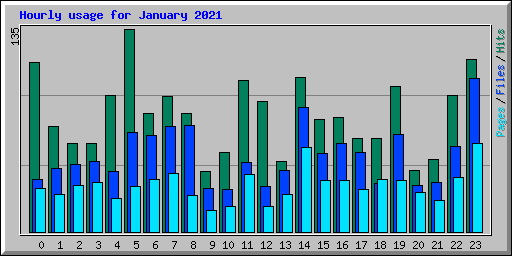 Hourly usage for January 2021
135
Pages/Files/Hits
0 1 2 3 4 5 6 7 8 9 10 11 12 13 14 15 16 17 18 19 20 21 22 23